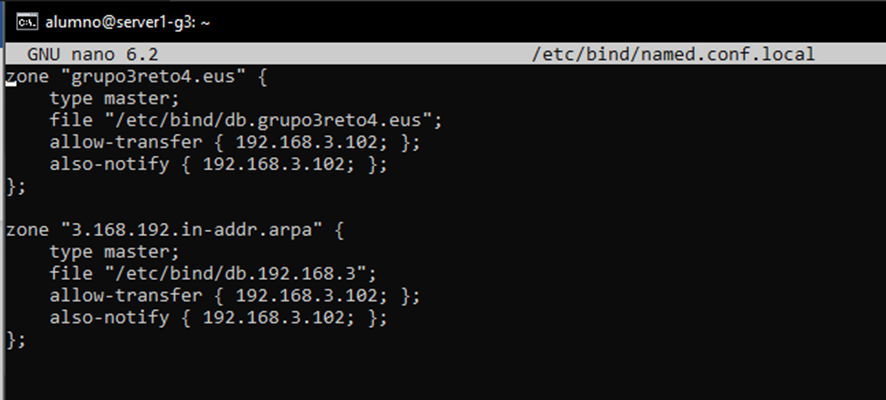 alumno@server1-g3: ~
GNU nano 6.2 /etc/bind/named.conf.local
zone "grupo3reto4.eus" {
    type master;
    file "/etc/bind/db.grupo3reto4.eus";
    allow-transfer { 192.168.3.102; };
    also-notify { 192.168.3.102; };
};

zone "3.168.192.in-addr.arpa" {
    type master;
    file "/etc/bind/db.192.168.3";
    allow-transfer { 192.168.3.102; };
    also-notify { 192.168.3.102; };
};